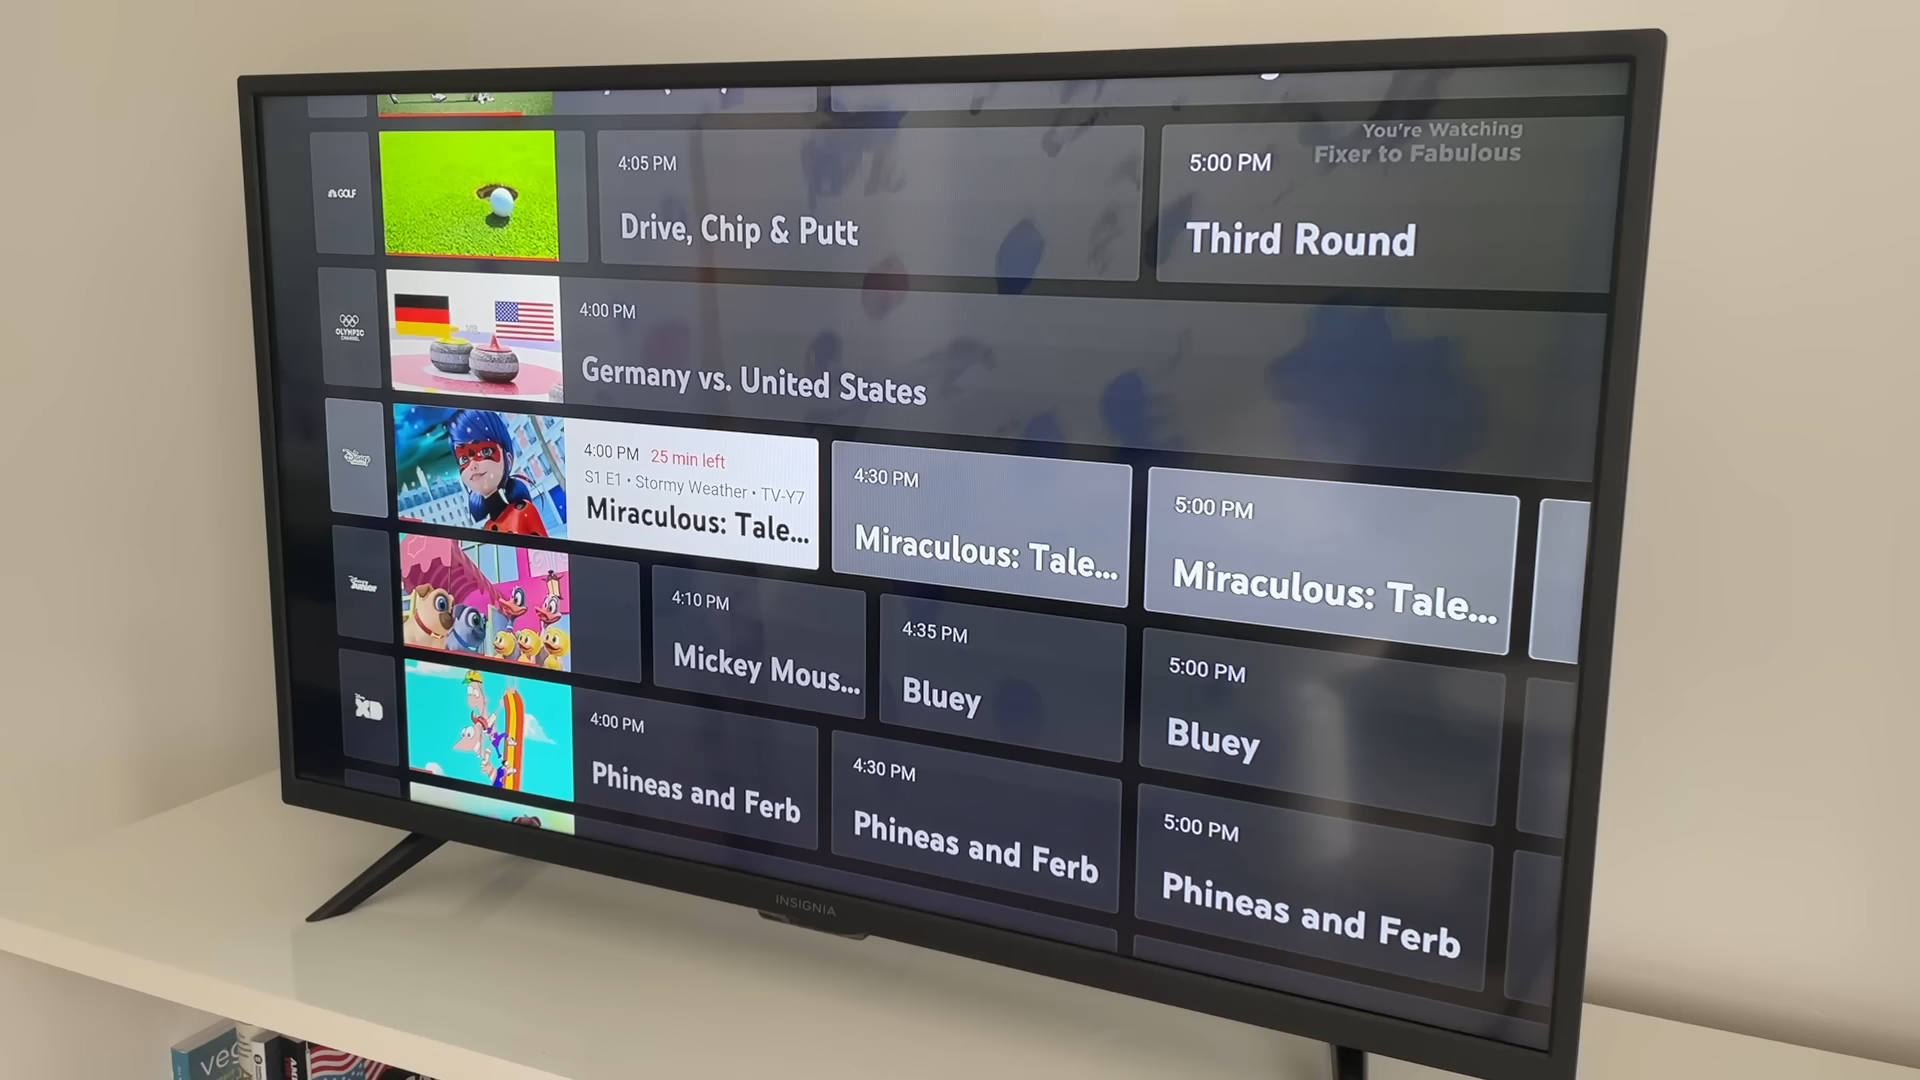 You're Watching
Fixer to Fabulous
GOLF
4:05 PM
Drive, Chip & Putt
5:00 PM
Third Round
OLYMPIC
CHANNEL
VS.
4:00 PM
Germany vs. United States
4:00 PM 25 min left
S1 E1 • Stormy Weather • TV-Y7
Miraculous: Tale...
4:30 PM
Miraculous: Tale...
5:00 PM
Miraculous: Tale...
Disney
Junior
4:10 PM
Mickey Mous...
4:35 PM
Bluey
5:00 PM
Bluey
XD
4:00 PM
Phineas and Ferb
4:30 PM
Phineas and Ferb
5:00 PM
Phineas and Ferb
INSIGNIA
veg